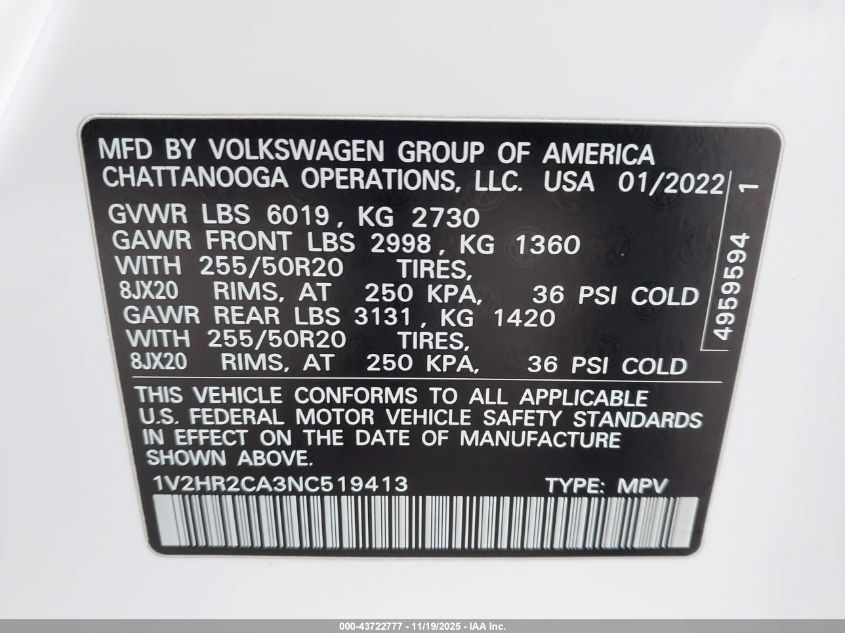 MFD BY VOLKSWAGEN GROUP OF AMERICA
CHATTANOOGA OPERATIONS, LLC. USA 01/2022 1
GVWR LBS 6019, KG 2730
GAWR FRONT LBS 2998, KG 1360
WITH 255/50R20 TIRES,
8JX20 RIMS, AT 250 KPA, 36 PSI COLD
GAWR REAR LBS 3131, KG 1420
WITH 255/50R20 TIRES,
8JX20 RIMS, AT 250 KPA, 36 PSI COLD
4959594
THIS VEHICLE CONFORMS TO ALL APPLICABLE
U.S. FEDERAL MOTOR VEHICLE SAFETY STANDARDS
IN EFFECT ON THE DATE OF MANUFACTURE
SHOWN ABOVE.
1V2HR2CA3NC519413 TYPE: MPV
000-43722777 - 11/19/2025 - IAA Inc.